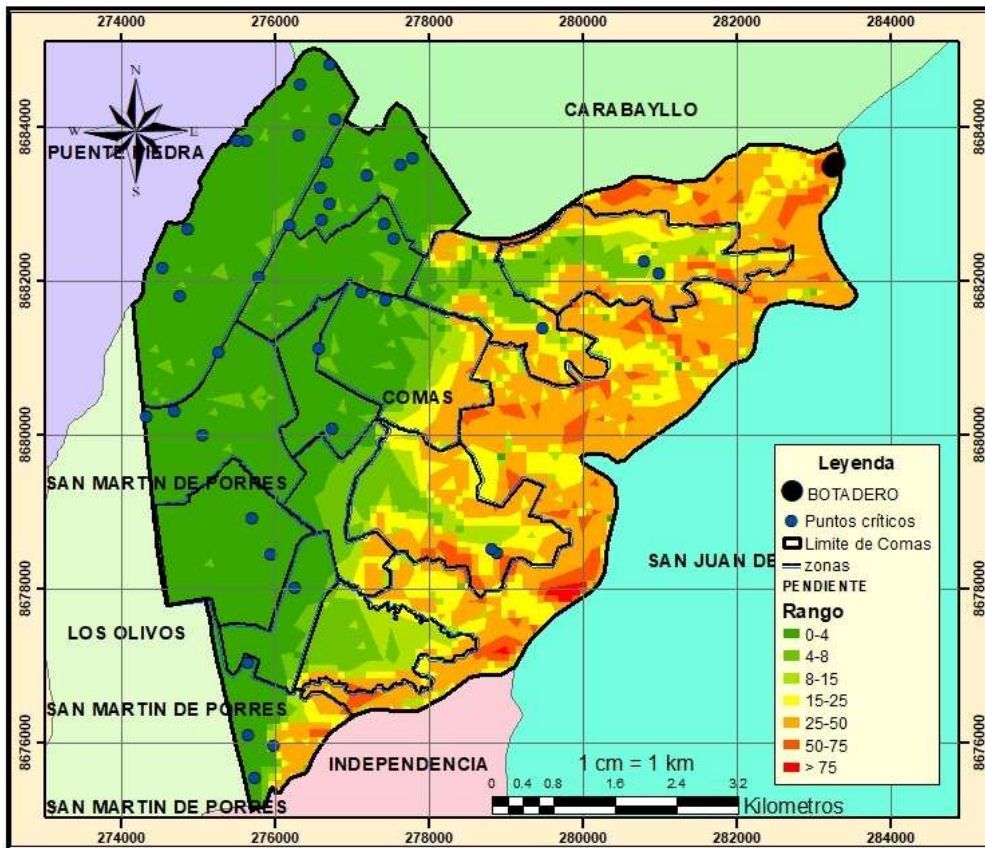 274000 276000 278000 280000 282000 284000
8684000 8684000
8682000 8682000
8680000 8680000
8678000 8678000
8676000 8676000
N
W E
S
CARABAYLLO
PUENTE PIEDRA
COMAS
SAN MARTIN DE PORRES
SAN JUAN DE
LOS OLIVOS
SAN MARTIN DE PORRES
INDEPENDENCIA
SAN MARTIN DE PORRES
Leyenda
BOTADERO
Puntos críticos
Limite de Comas
zonas
PENDIENTE
Rango
0-4
4-8
8-15
15-25
25-50
50-75
> 75
1 cm = 1 km
0 0.4 0.8 1.6 2.4 3.2
Kilometros
274000 276000 278000 280000 282000 284000